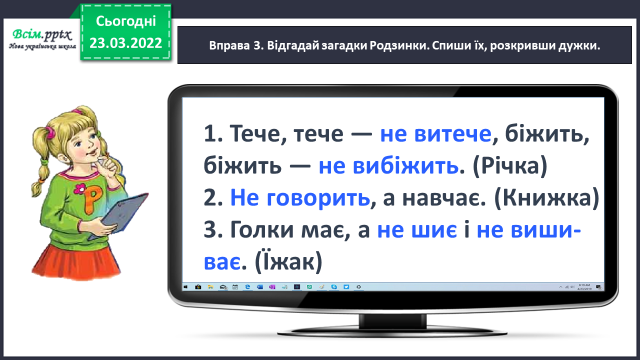 Всім.pptx
Нова українська школа
Сьогодні
23.03.2022
Вправа 3. Відгадай загадки Родзинки. Спиши їх, розкривши дужки.
1. Тече, тече — не витече, біжить,
біжить — не вибіжить. (Річка)
2. Не говорить, а навчає. (Книжка)
3. Голки має, а не шиє і не виши-
ває. (Їжак)
Р